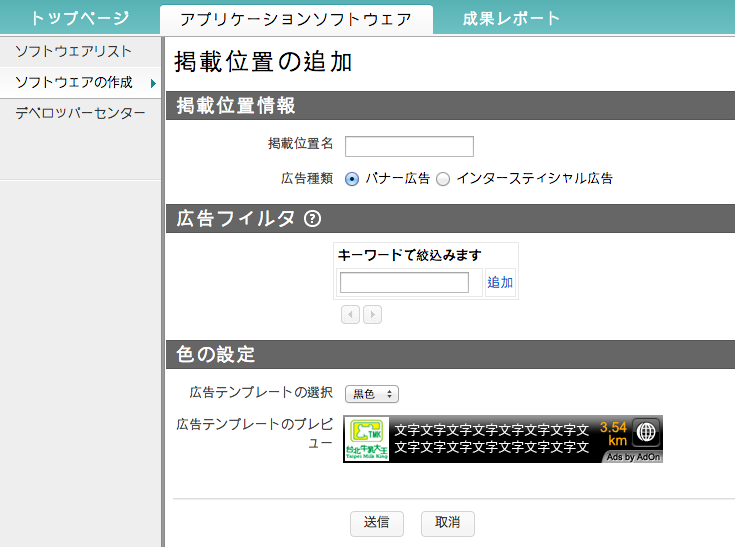 トップページ
アプリケーションソフトウェア
成果レポート
ソフトウエアリスト
ソフトウエアの作成
デベロッパーセンター
掲載位置の追加
掲載位置情報
掲載位置名
広告種類
バナー広告
インタースティシャル広告
広告フィルタ ?
キーワードで絞込みます
追加
色の設定
広告テンプレートの選択
黒色
広告テンプレートのプレビ
ュー
TMK
台北牛乳大王
Taipei Milk King
文字文字文字文字文字文字文字文
文字文字文字文字文字文字文字文
3.54
km
Ads by AdOn
送信
取消